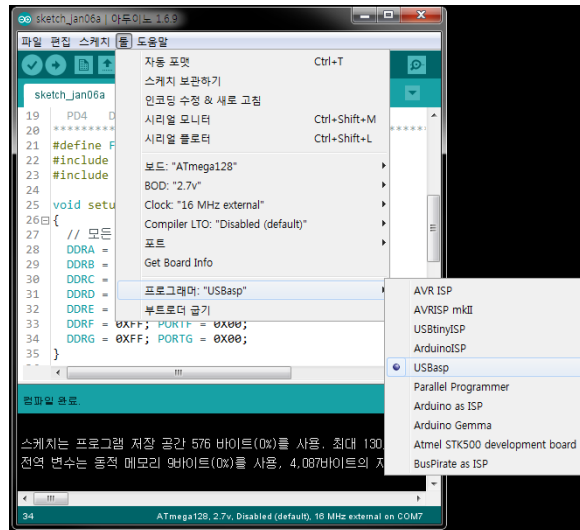 sketch_jan06a | 아두이노 1.6.9
파일 편집 스케치 툴 도움말
자동 포맷 Ctrl+T
스케치 보관하기
인코딩 수정 & 새로 고침
시리얼 모니터 Ctrl+Shift+M
시리얼 플로터 Ctrl+Shift+L
보드: "ATmega128"
BOD: "2.7v"
Clock: "16 MHz external"
Compiler LTO: "Disabled (default)"
포트
Get Board Info
프로그래머: "USBasp"
부트로더 굽기
AVR ISP
AVRISP mkII
USBtinyISP
ArduinoISP
USBasp
Parallel Programmer
Arduino as ISP
Arduino Gemma
Atmel STK500 development board
BusPirate as ISP
sketch_jan06a
19 PD4
20 *********
21 #define F
22 #include
23 #include
24
25 void setu
26 {
27 // 모든
28 DDRA =
29 DDRB =
30 DDRC =
31 DDRD =
32 DDRE =
33 DDRF = 0XFF; PORTF = 0X00;
34 DDRG = 0XFF; PORTG = 0X00;
35 }
컴파일 완료.
스케치는 프로그램 저장 공간 576 바이트(0%)를 사용. 최대 130,
전역 변수는 동적 메모리 9바이트(0%)를 사용, 4,087바이트의 지
34 ATmega128, 2.7v, Disabled (default), 16 MHz external on COM7